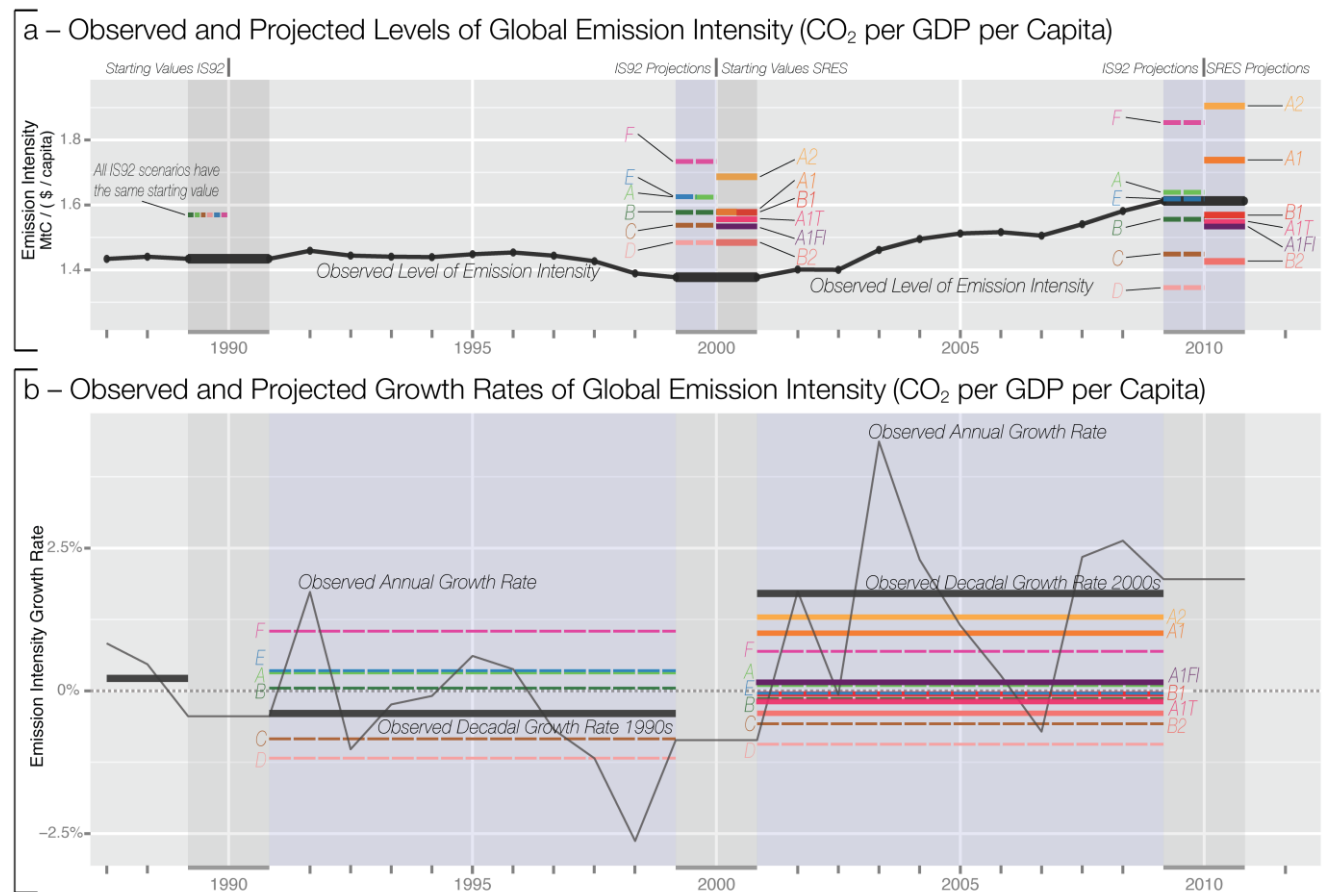 a – Observed and Projected Levels of Global Emission Intensity (CO₂ per GDP per Capita)
Starting Values IS92
IS92 Projections
Starting Values SRES
IS92 Projections
SRES Projections
Emission Intensity
MtC / ( $ / capita)
1.8
1.6
1.4
All IS92 scenarios have
the same starting value
F
E
A
B
C
D
A2
A1
B1
A1T
A1FI
B2
F
A
E
B
C
D
A2
A1
B1
A1T
A1FI
B2
Observed Level of Emission Intensity
Observed Level of Emission Intensity
1990
1995
2000
2005
2010
b – Observed and Projected Growth Rates of Global Emission Intensity (CO₂ per GDP per Capita)
Emission Intensity Growth Rate
2.5%
0%
−2.5%
Observed Annual Growth Rate
Observed Annual Growth Rate
Observed Decadal Growth Rate 2000s
Observed Decadal Growth Rate 1990s
F
E
A
B
C
D
F
A
E
B
C
D
A2
A1
A1FI
B1
A1T
B2
1990
1995
2000
2005
2010